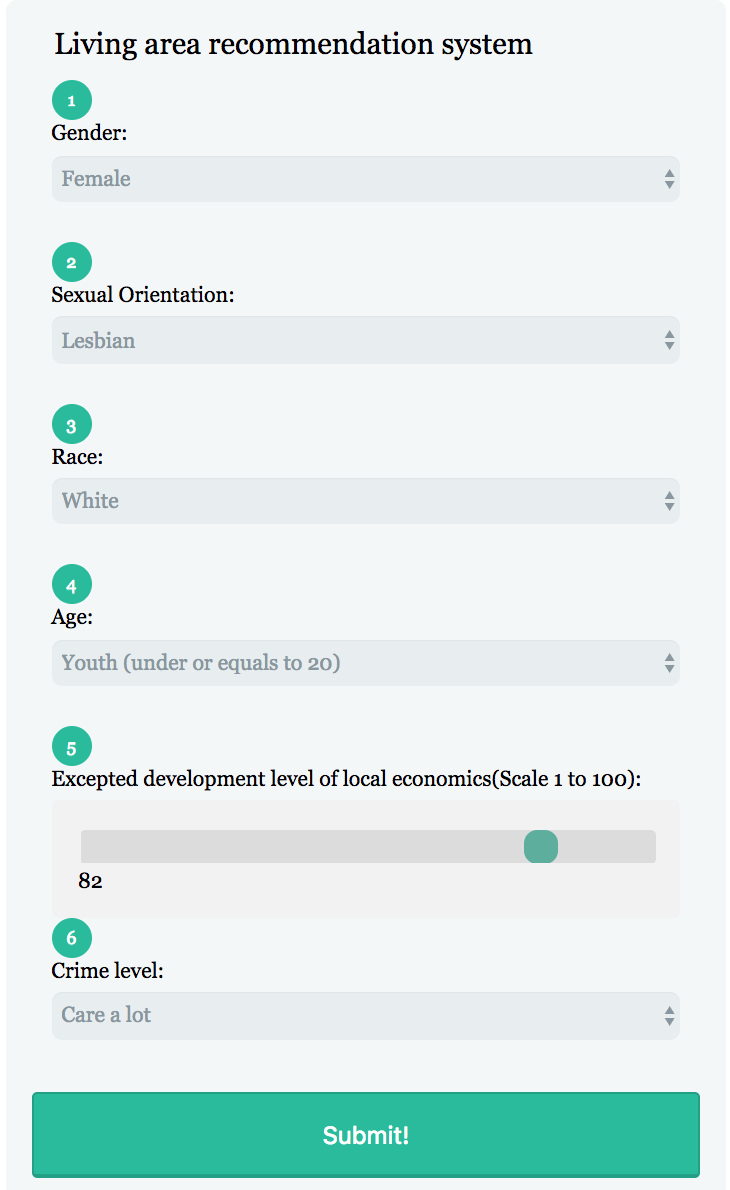 Living area recommendation system
1
Gender:
Female
2
Sexual Orientation:
Lesbian
3
Race:
White
4
Age:
Youth (under or equals to 20)
5
Excepted development level of local economics(Scale 1 to 100):
82
6
Crime level:
Care a lot
Submit!